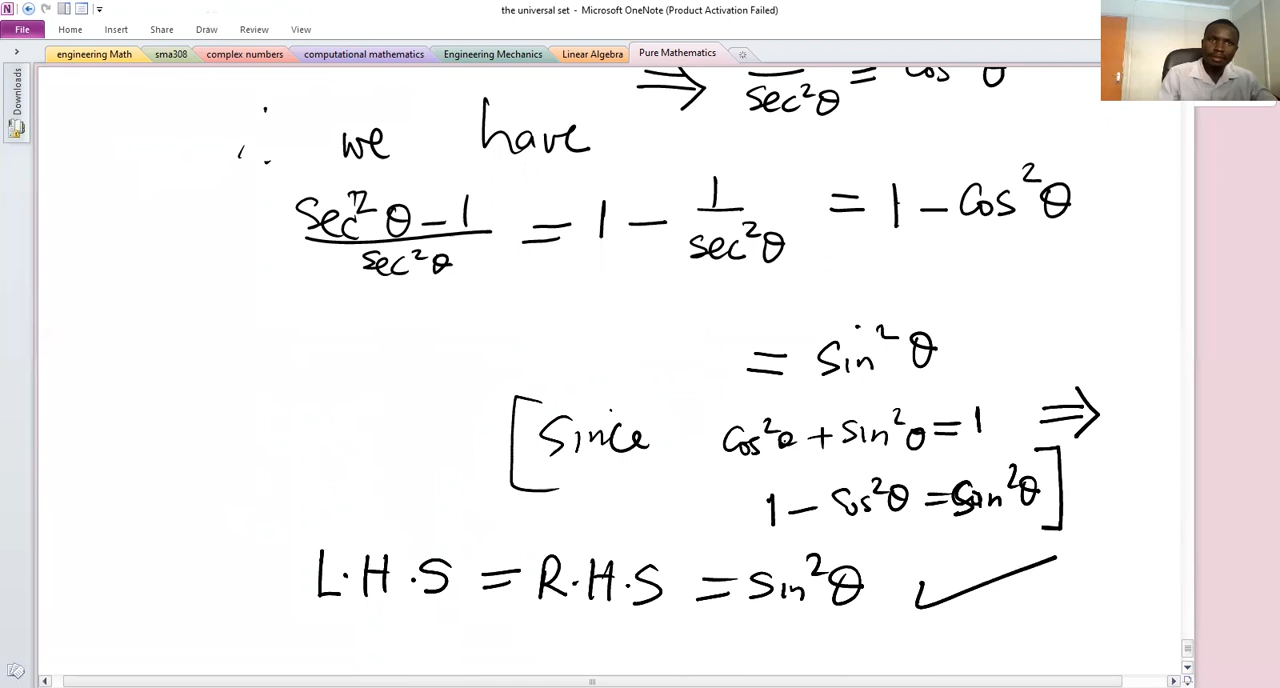 the universal set - Microsoft OneNote (Product Activation Failed)
File Home Insert Share Draw Review View
engineering Math sma308 complex numbers computational mathematics Engineering Mechanics Linear Algebra Pure Mathematics
Downloads
⇒ /sec²θ = cos θ
∴ we have
(sec²θ − 1)/sec²θ = 1 − 1/sec²θ = 1 − cos²θ
= sin²θ
[Since cos²θ + sin²θ = 1 ⇒
1 − cos²θ = sin²θ]
L.H.S = R.H.S = sin²θ ✓